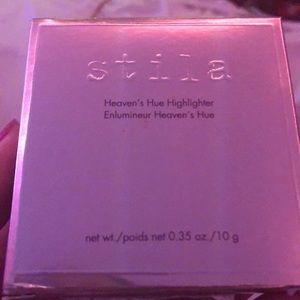 stila
Heaven's Hue Highlighter
Enlumineur Heaven's Hue
net wt./poids net 0.35 oz./10 g